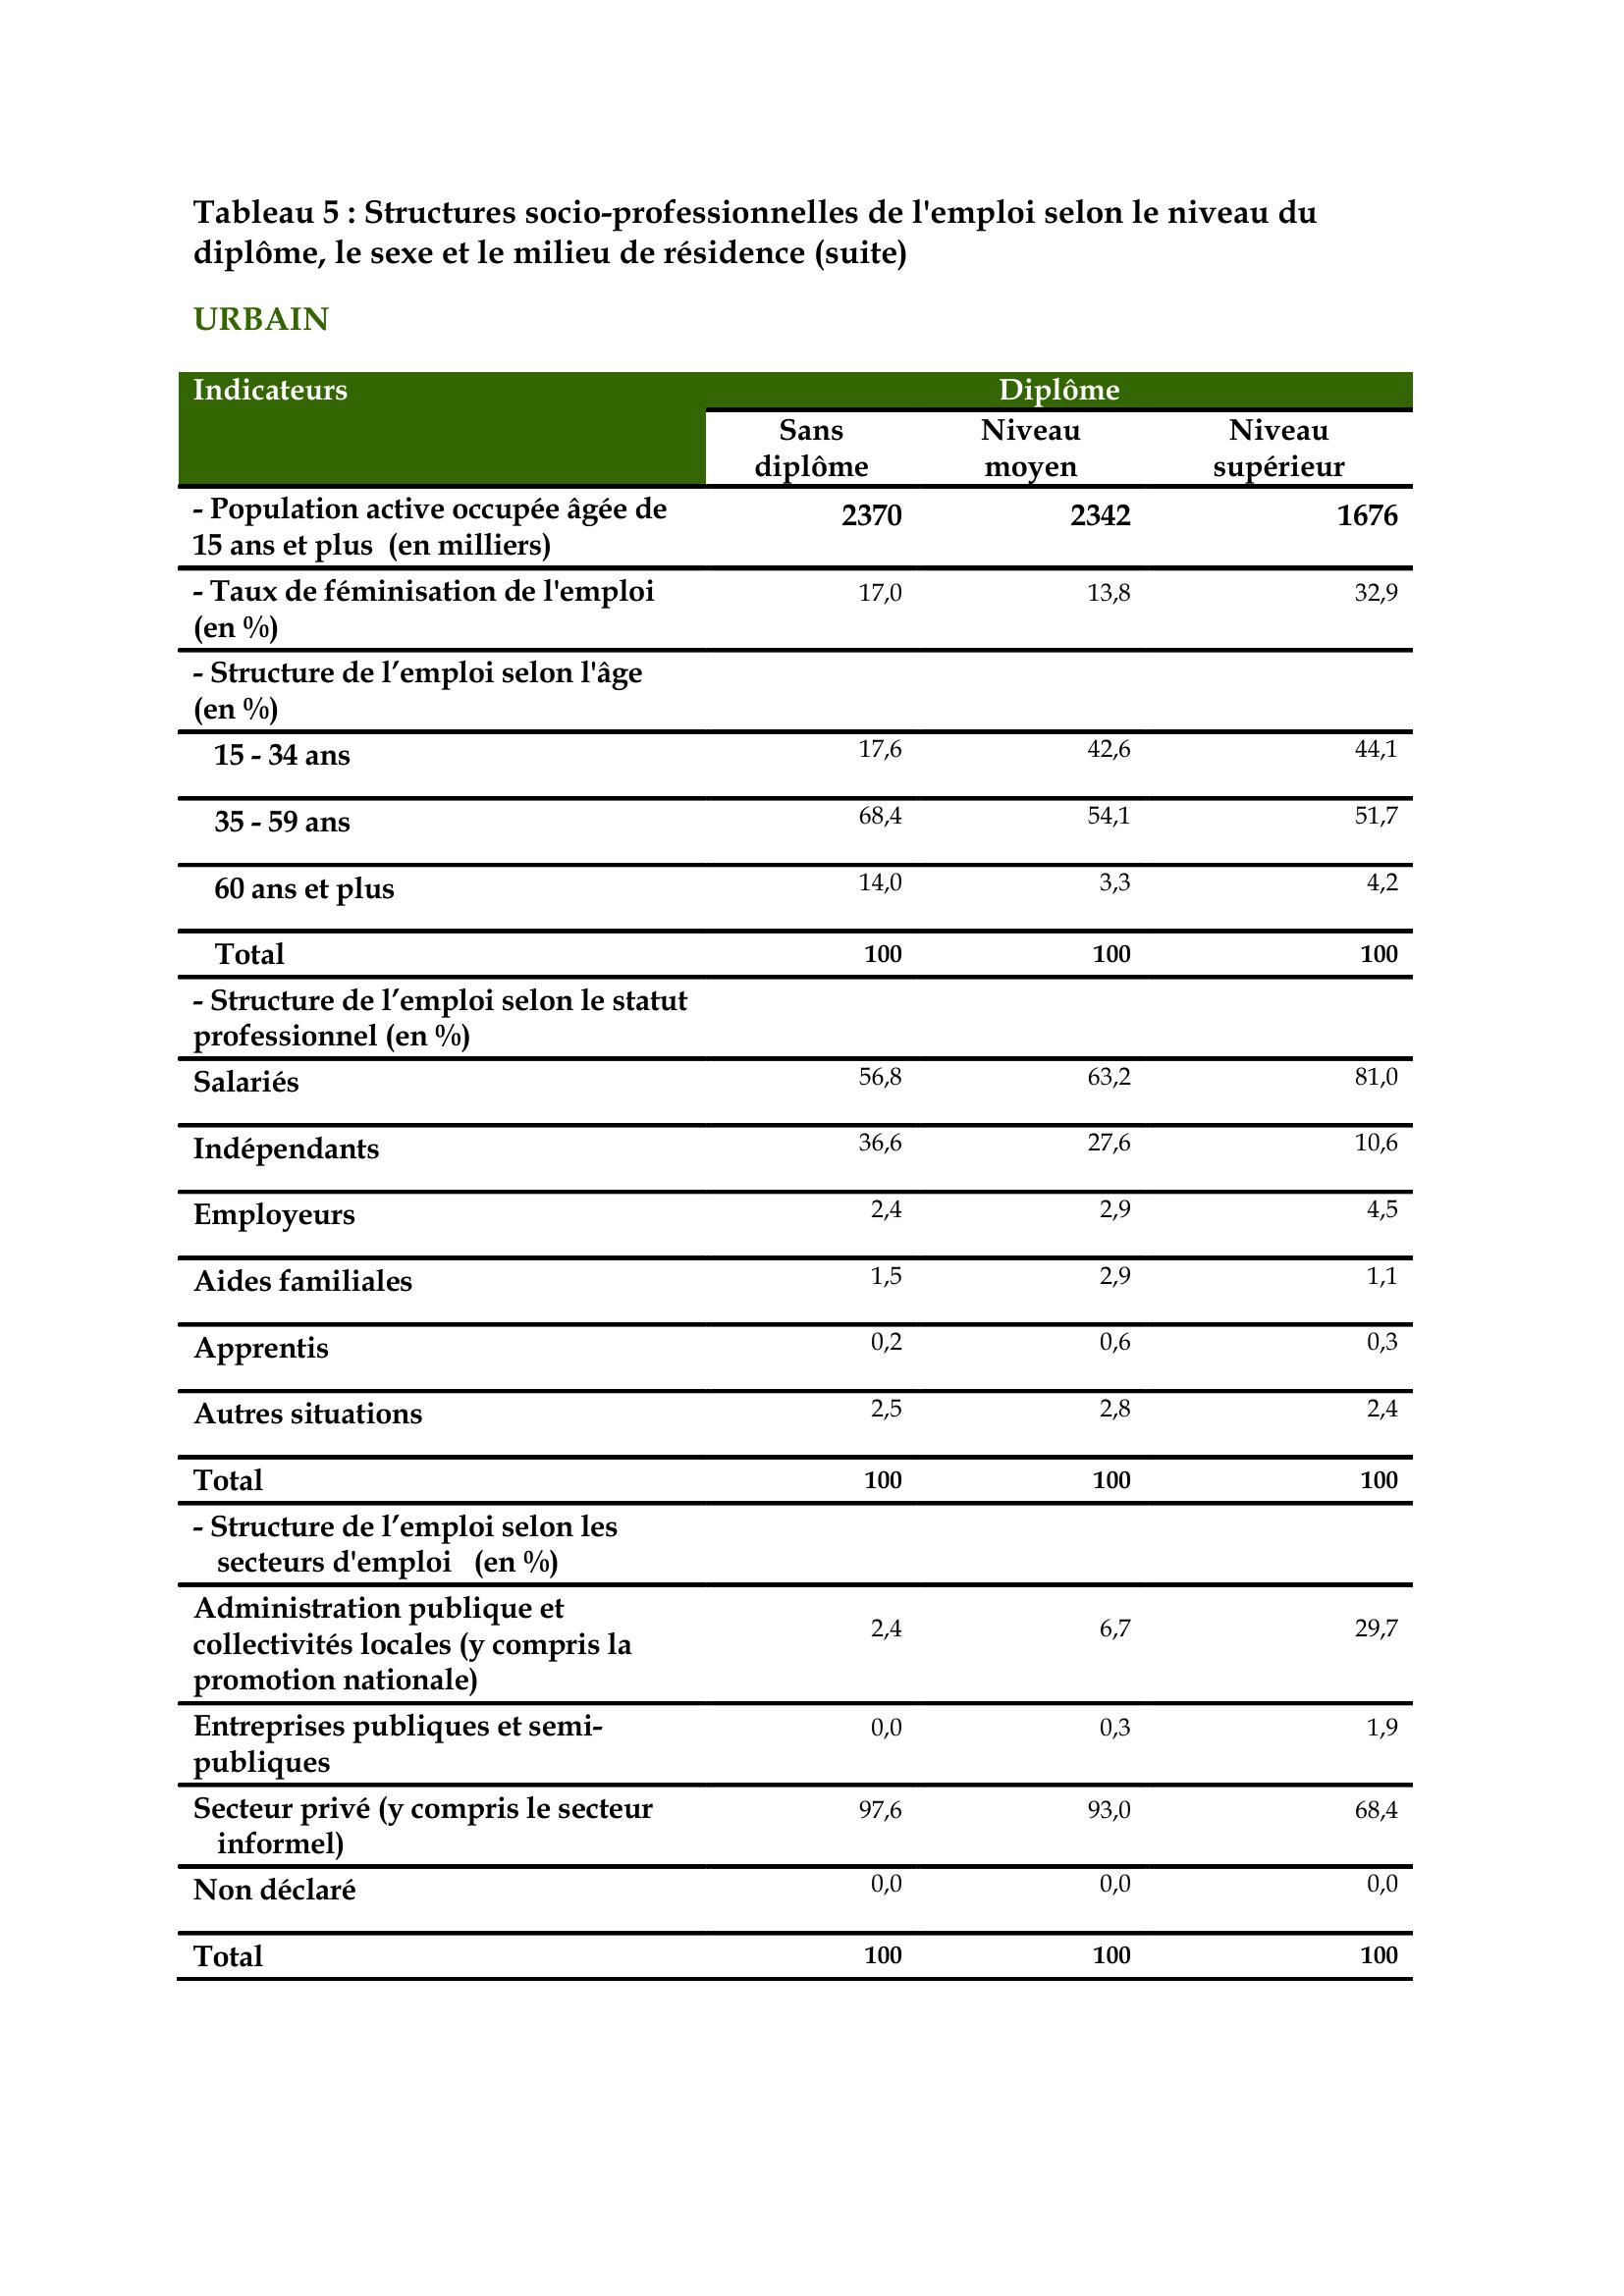 Tableau 5 : Structures socio-professionnelles de l'emploi selon le niveau du
diplôme, le sexe et le milieu de résidence (suite)
URBAIN
Indicateurs Diplôme
Sans Niveau Niveau
diplôme moyen supérieur
- Population active occupée âgée de 2370 2342 1676
15 ans et plus (en milliers)
- Taux de féminisation de l'emploi 17,0 13,8 32,9
(en %)
- Structure de l’emploi selon l'âge
(en %)
15 - 34 ans 17,6 42,6 44,1
35 - 59 ans 68,4 54,1 51,7
60 ans et plus 14,0 3,3 4,2
Total 100 100 100
- Structure de l’emploi selon le statut
professionnel (en %)
Salariés 56,8 63,2 81,0
Indépendants 36,6 27,6 10,6
Employeurs 2,4 2,9 4,5
Aides familiales 1,5 2,9 1,1
Apprentis 0,2 0,6 0,3
Autres situations 2,5 2,8 2,4
Total 100 100 100
- Structure de l’emploi selon les
secteurs d'emploi (en %)
Administration publique et
collectivités locales (y compris la 2,4 6,7 29,7
promotion nationale)
Entreprises publiques et semi- 0,0 0,3 1,9
publiques
Secteur privé (y compris le secteur 97,6 93,0 68,4
informel)
Non déclaré 0,0 0,0 0,0
Total 100 100 100